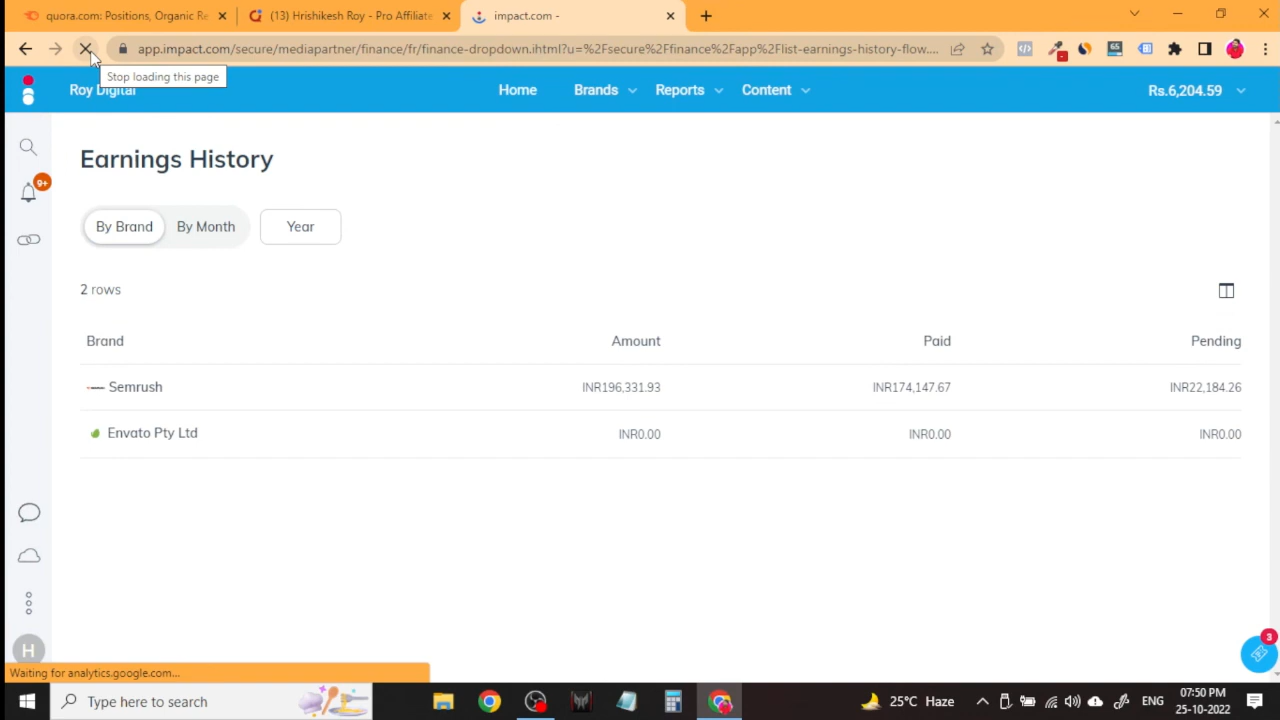 quora.com: Positions, Organic Re
(13) Hrishikesh Roy - Pro Affiliate
impact.com -
app.impact.com/secure/mediapartner/finance/fr/finance-dropdown.ihtml?u=%2Fsecure%2Ffinance%2Fapp%2Flist-earnings-history-flow....
65
Stop loading this page
Roy Digital
Home
Brands
Reports
Content
Rs.6,204.59
9+
Earnings History
By Brand
By Month
Year
2 rows
Brand Amount Paid Pending
Semrush INR196,331.93 INR174,147.67 INR22,184.26
Envato Pty Ltd INR0.00 INR0.00 INR0.00
H
3
Waiting for analytics.google.com...
Type here to search
25°C Haze
ENG
07:50 PM
25-10-2022